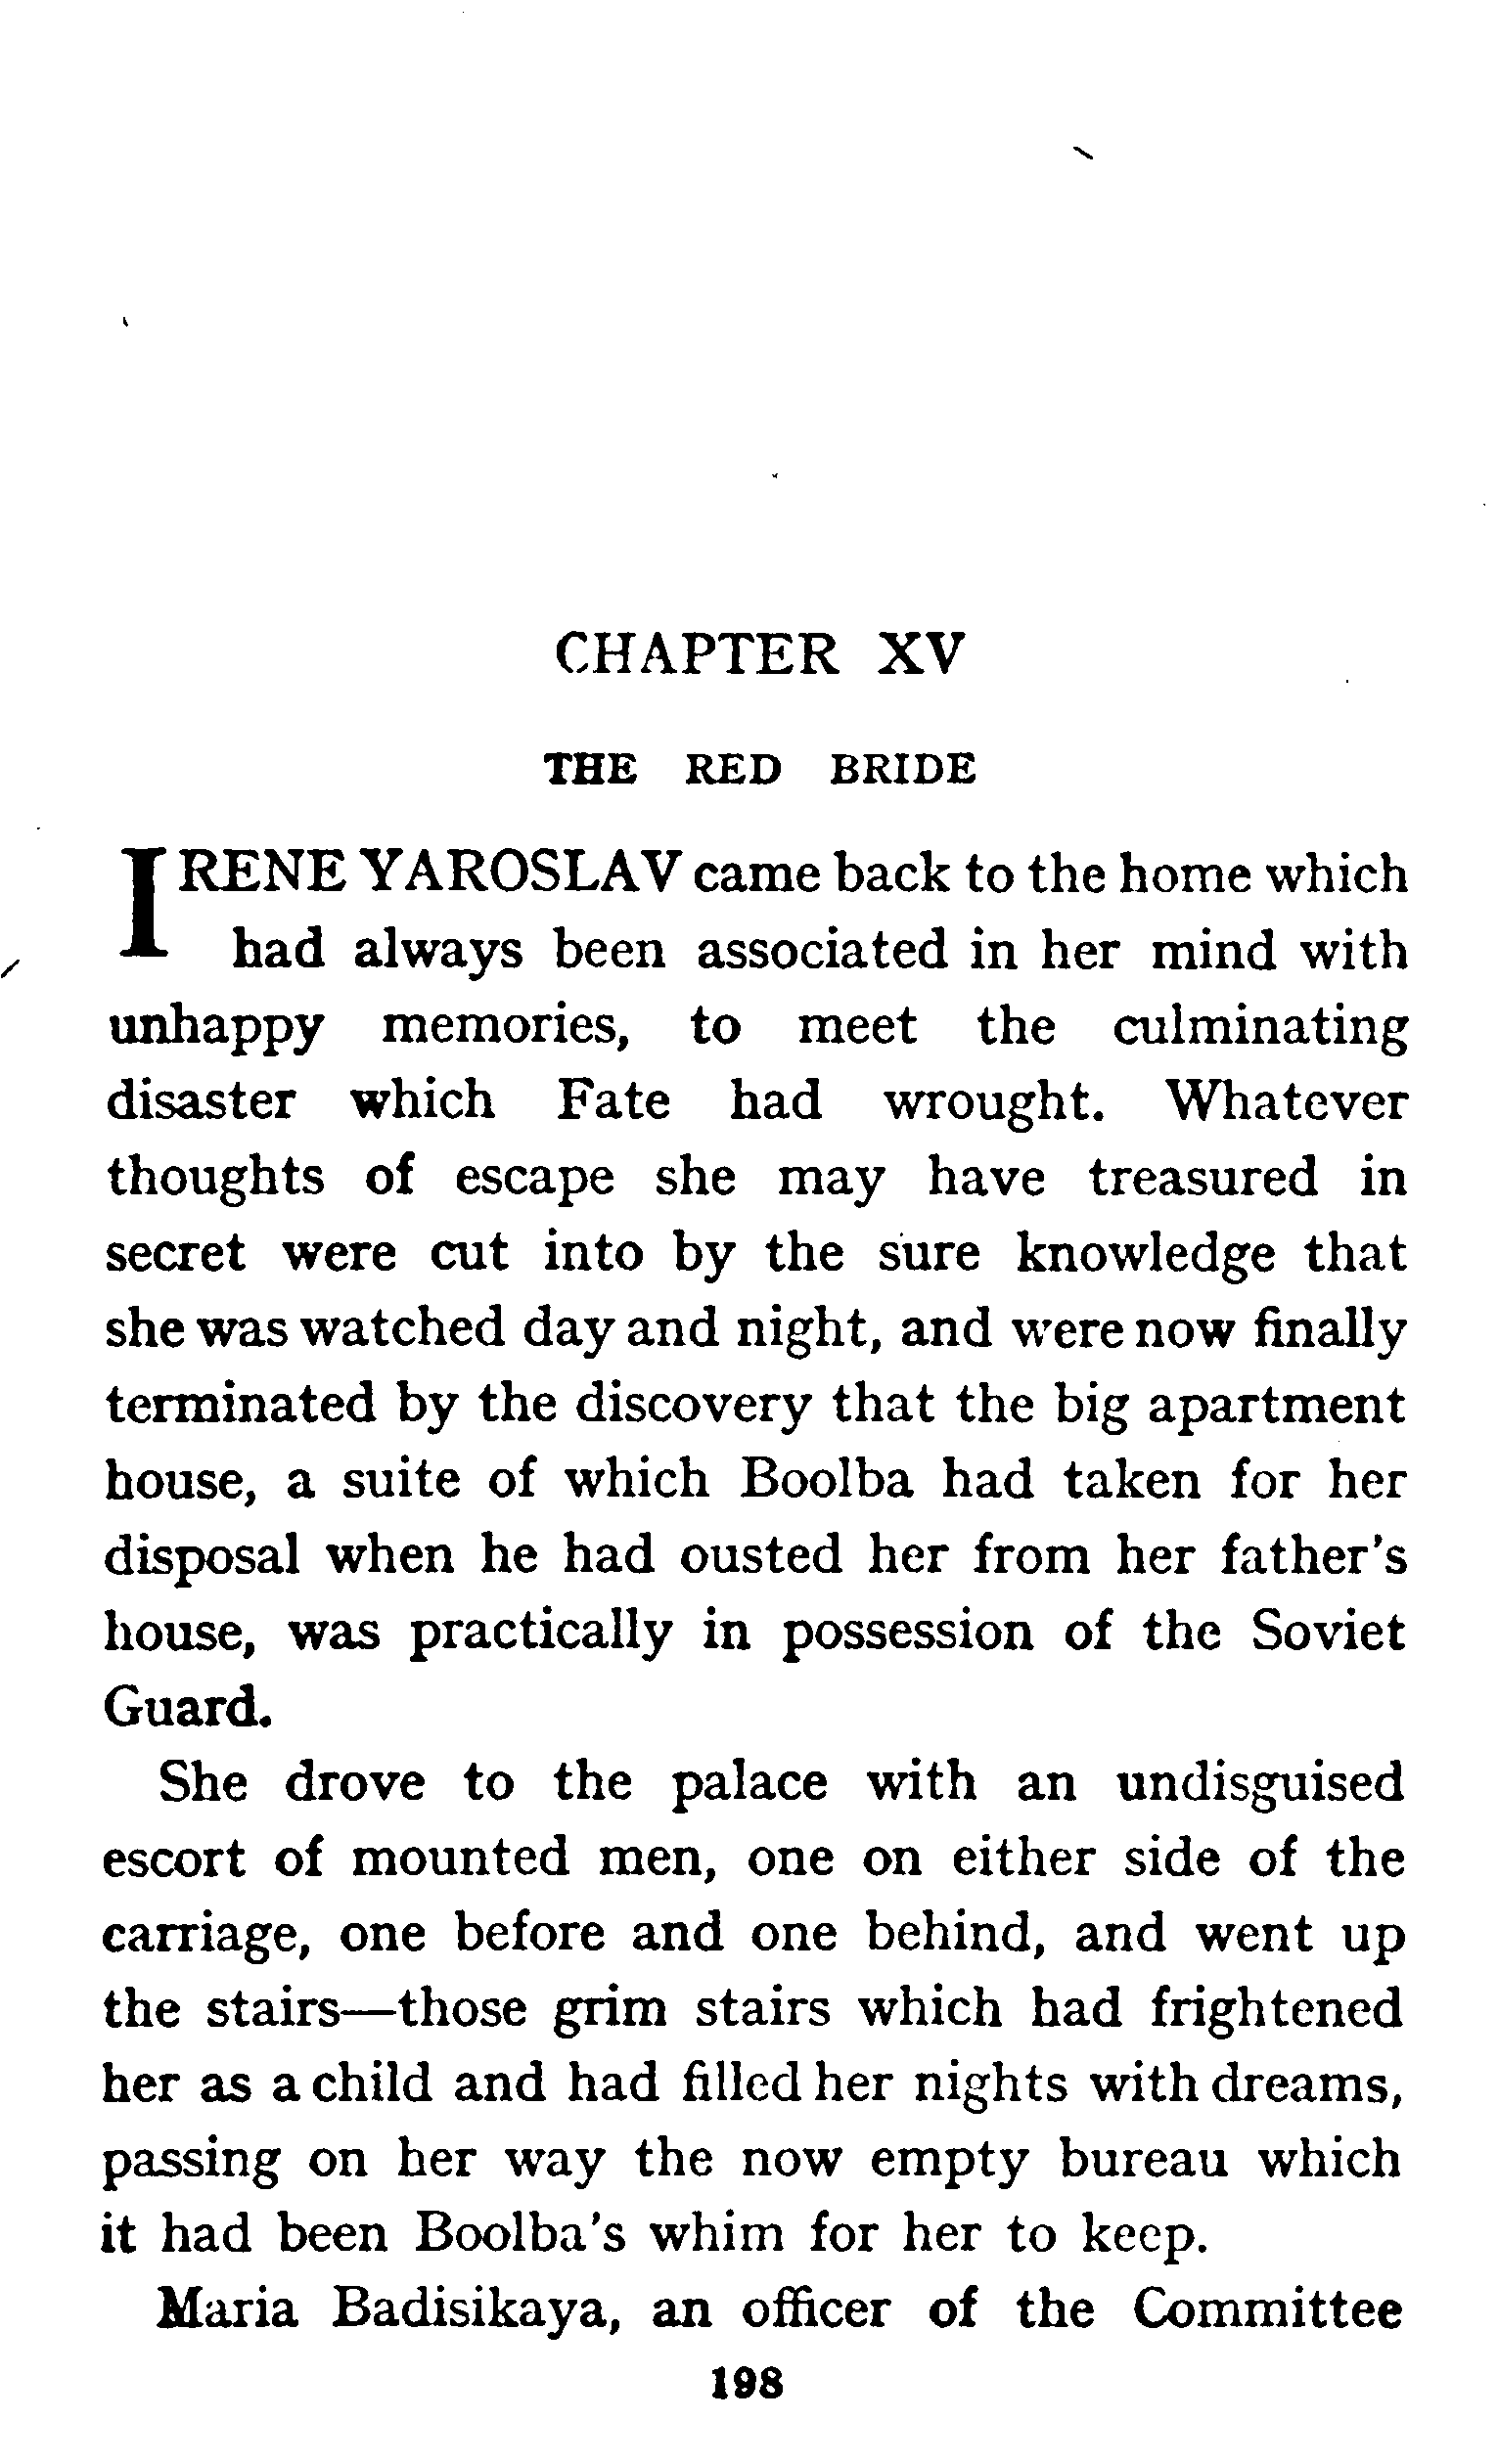 CHAPTER XV
THE RED BRIDE
IRENE YAROSLAV came back to the home which
had always been associated in her mind with
unhappy memories, to meet the culminating
disaster which Fate had wrought. Whatever
thoughts of escape she may have treasured in
secret were cut into by the sure knowledge that
she was watched day and night, and were now finally
terminated by the discovery that the big apartment
house, a suite of which Boolba had taken for her
disposal when he had ousted her from her father's
house, was practically in possession of the Soviet
Guard.
She drove to the palace with an undisguised
escort of mounted men, one on either side of the
carriage, one before and one behind, and went up
the stairs—those grim stairs which had frightened
her as a child and had filled her nights with dreams,
passing on her way the now empty bureau which
it had been Boolba's whim for her to keep.
Maria Badisikaya, an officer of the Committee
198